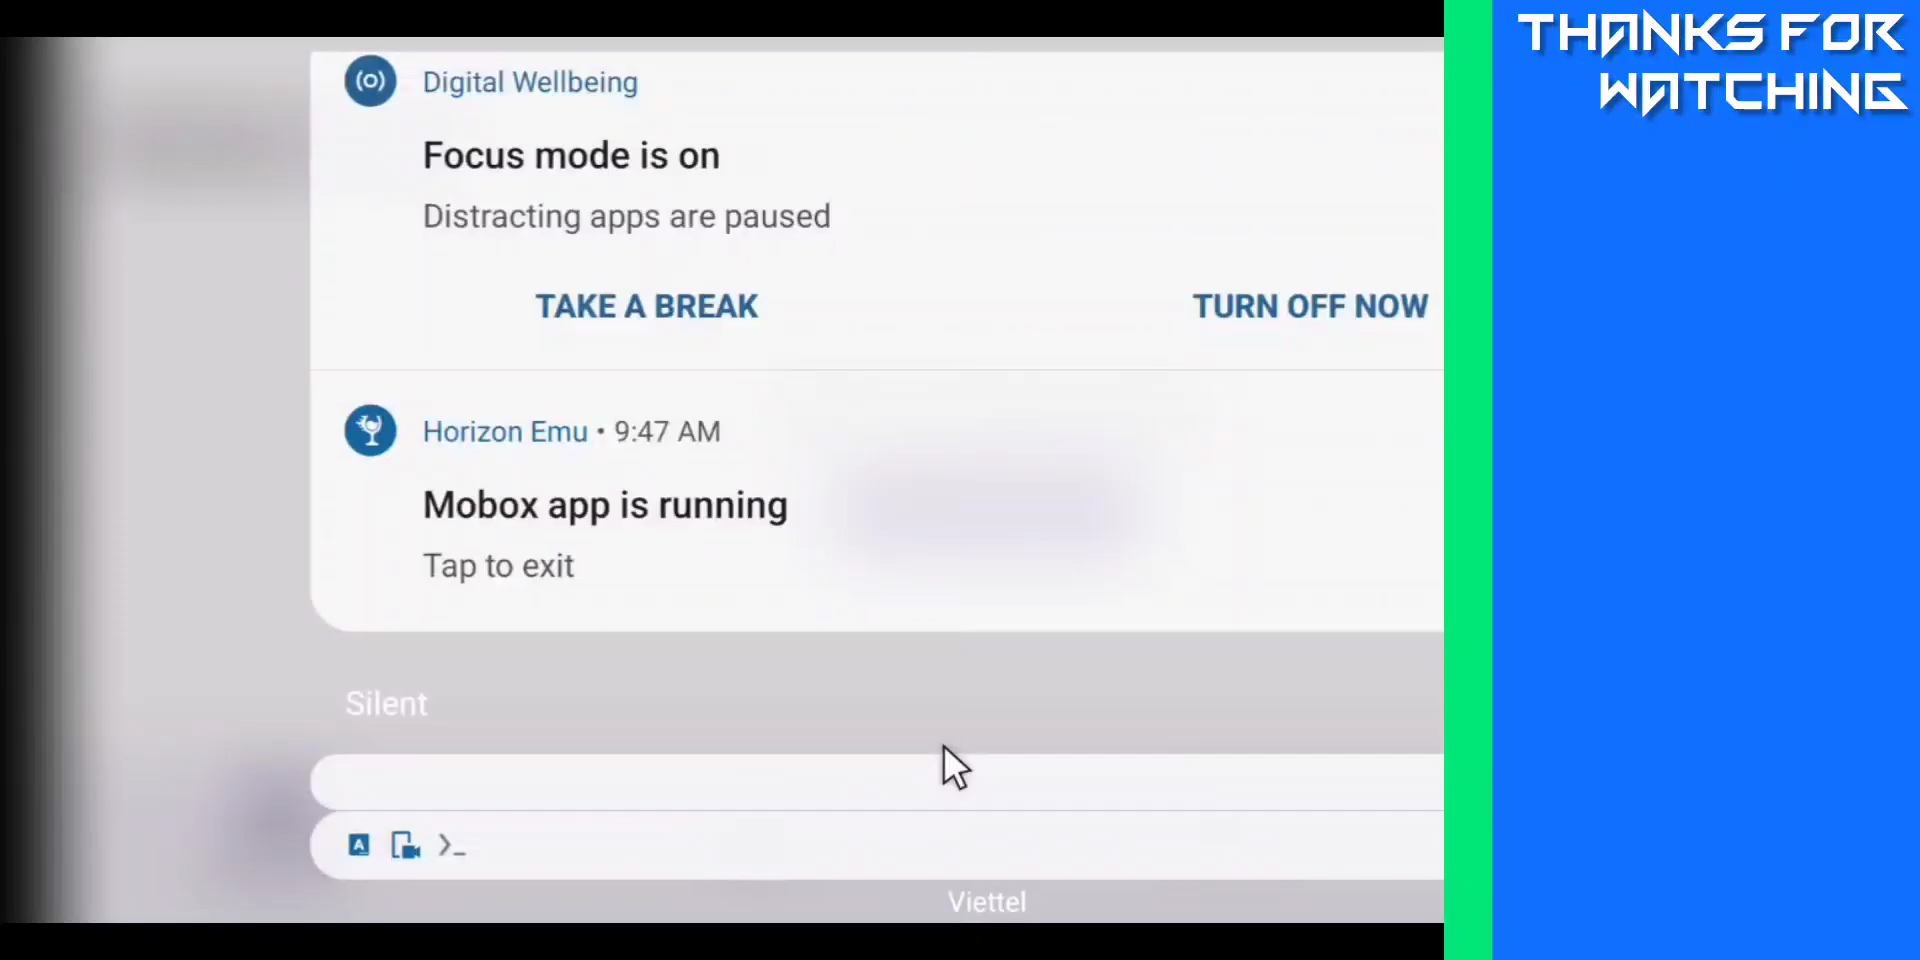 Digital Wellbeing
Focus mode is on
Distracting apps are paused
TAKE A BREAK
TURN OFF NOW
Horizon Emu • 9:47 AM
Mobox app is running
Tap to exit
Silent
Viettel
THANKS FOR
WATCHING